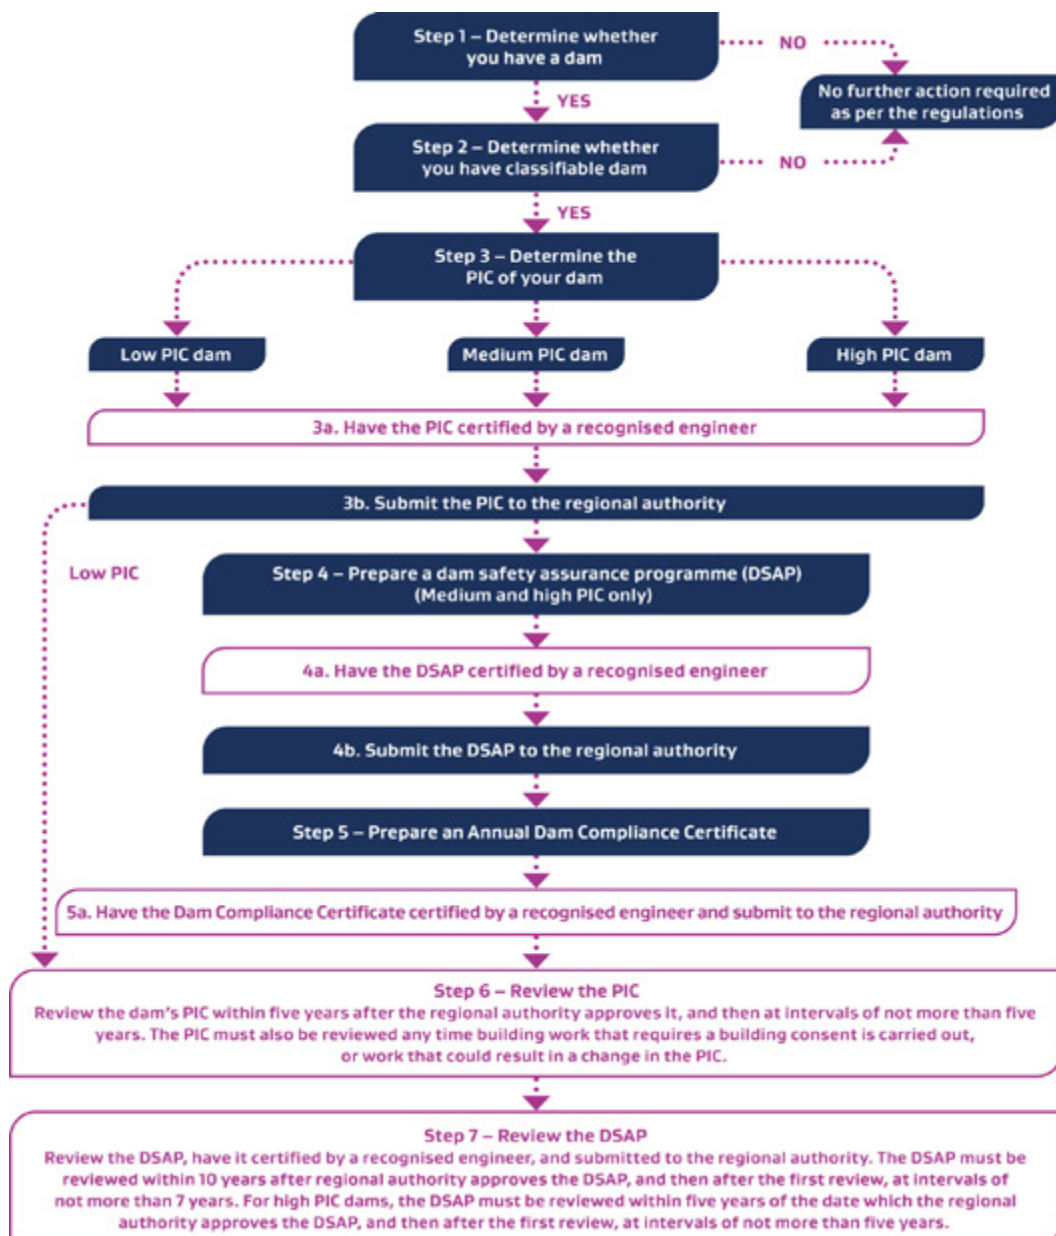 Step 1 – Determine whether
you have a dam
NO
No further action required
as per the regulations
YES
Step 2 – Determine whether
you have classifiable dam
NO
YES
Step 3 – Determine the
PIC of your dam
Low PIC dam
Medium PIC dam
High PIC dam
3a. Have the PIC certified by a recognised engineer
3b. Submit the PIC to the regional authority
Low PIC
Step 4 – Prepare a dam safety assurance programme (DSAP)
(Medium and high PIC only)
4a. Have the DSAP certified by a recognised engineer
4b. Submit the DSAP to the regional authority
Step 5 – Prepare an Annual Dam Compliance Certificate
5a. Have the Dam Compliance Certificate certified by a recognised engineer and submit to the regional authority
Step 6 – Review the PIC
Review the dam's PIC within five years after the regional authority approves it, and then at intervals of not more than five
years. The PIC must also be reviewed any time building work that requires a building consent is carried out,
or work that could result in a change in the PIC.
Step 7 – Review the DSAP
Review the DSAP, have it certified by a recognised engineer, and submitted to the regional authority. The DSAP must be
reviewed within 10 years after regional authority approves the DSAP, and then after the first review, at intervals of
not more than 7 years. For high PIC dams, the DSAP must be reviewed within five years of the date which the regional
authority approves the DSAP, and then after the first review, at intervals of not more than five years.